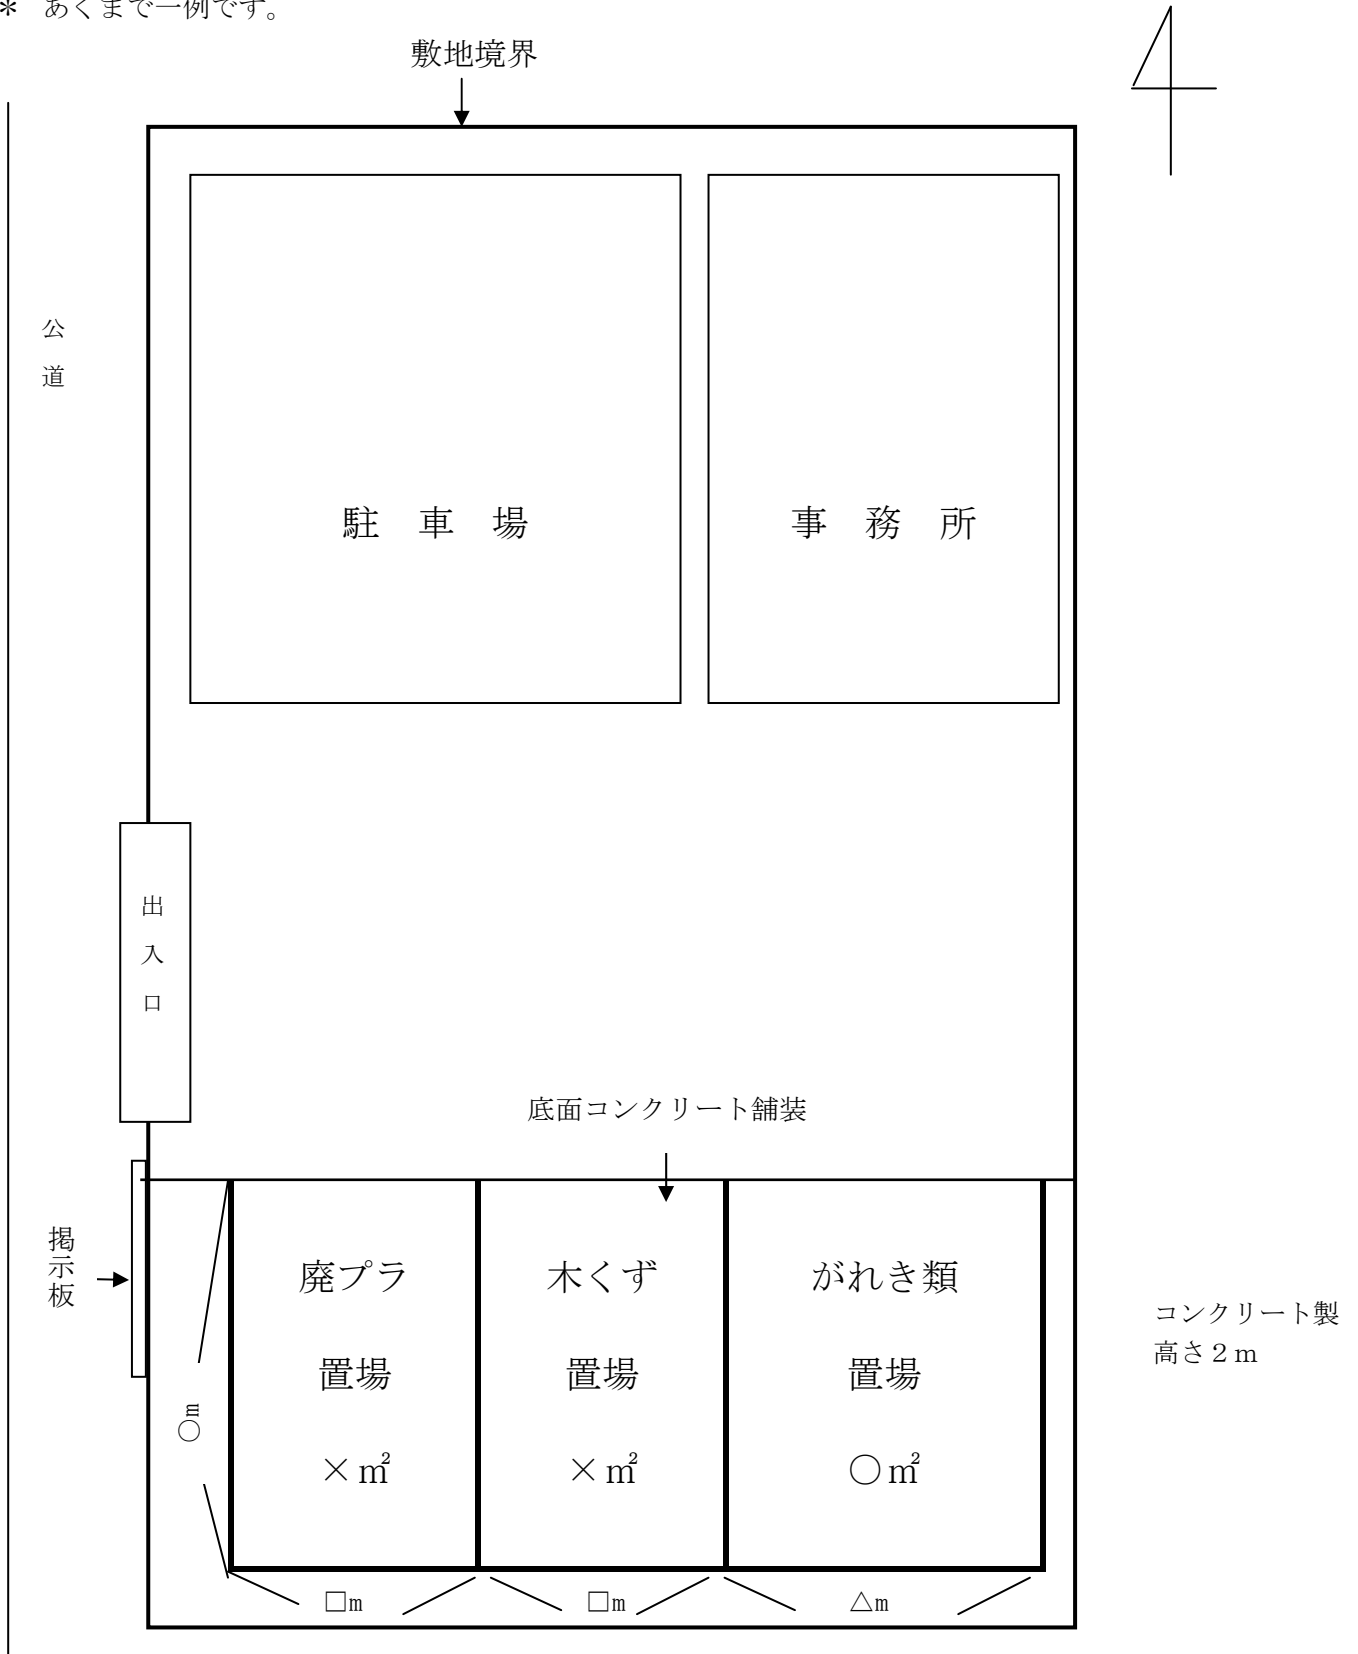 ＊　あくまで一例です。
敷地境界
公道
駐　車　場
事　務　所
出入口
底面コンクリート舗装
掲示板
廃プラ
置場
×㎡
木くず
置場
×㎡
がれき類
置場
○㎡
コンクリート製
高さ２ｍ
○m
□m
□m
△m